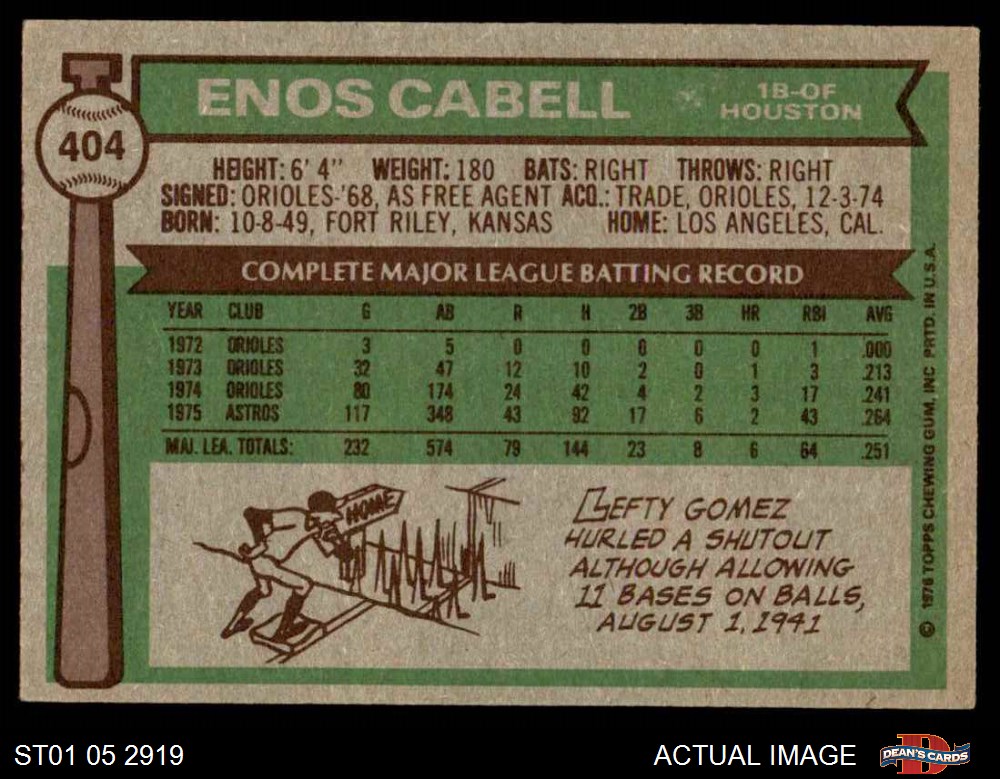 ENOS CABELL
1B-OF
HOUSTON
404
HEIGHT: 6' 4" WEIGHT: 180 BATS: RIGHT THROWS: RIGHT
SIGNED: ORIOLES-'68, AS FREE AGENT ACQ.: TRADE, ORIOLES, 12-3-74
BORN: 10-8-49, FORT RILEY, KANSAS HOME: LOS ANGELES, CAL.
COMPLETE MAJOR LEAGUE BATTING RECORD
YEAR CLUB G AB R H 2B 3B HR RBI AVG
1972 ORIOLES 3 5 0 0 0 0 0 1 .000
1973 ORIOLES 32 47 12 10 2 0 1 3 .213
1974 ORIOLES 80 174 24 42 4 2 3 17 .241
1975 ASTROS 117 348 43 92 17 6 2 43 .264
MAJ. LEA. TOTALS: 232 574 79 144 23 8 6 64 .251
HOME
LEFTY GOMEZ
HURLED A SHUTOUT
ALTHOUGH ALLOWING
11 BASES ON BALLS,
AUGUST 1, 1941
© 1976 TOPPS CHEWING GUM, INC PRTD. IN U.S.A.
ST01 05 2919
ACTUAL IMAGE
D
DEAN'S CARDS